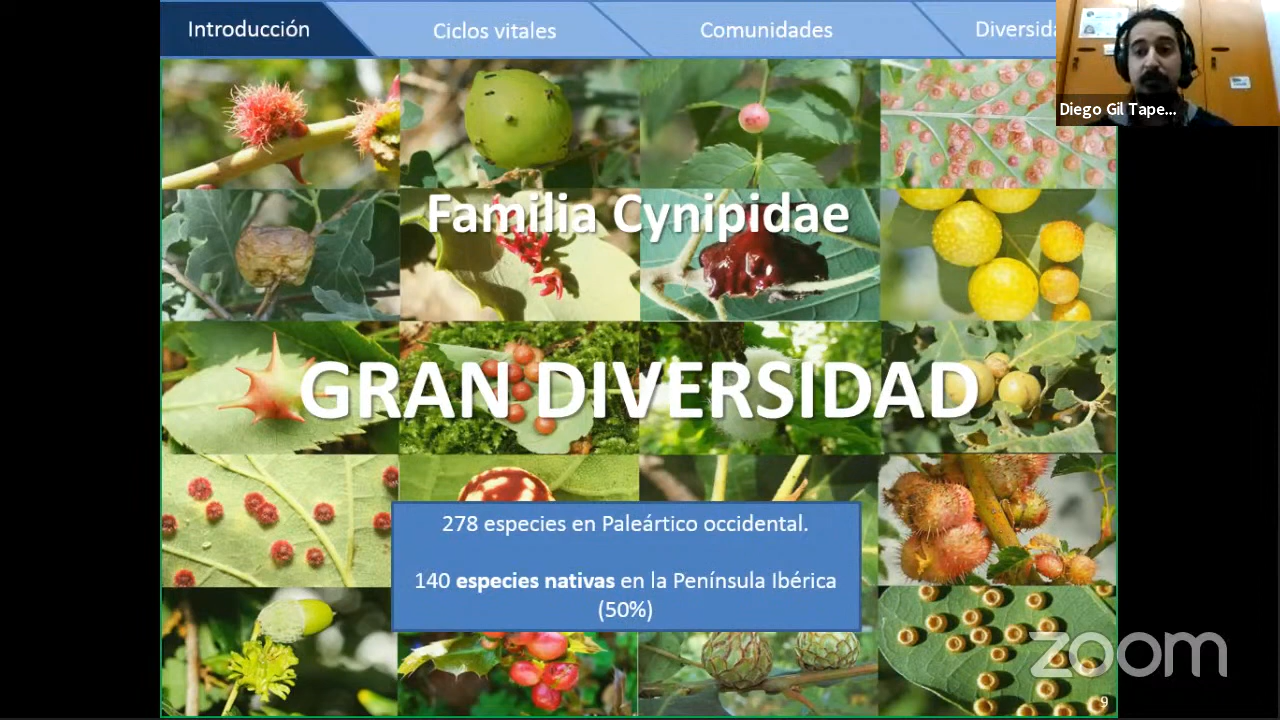 Introducción
Ciclos vitales
Comunidades
Diversida
Diego Gil Tape...
Familia Cynipidae
GRAN DIVERSIDAD
278 especies en Paleártico occidental.
140 especies nativas en la Península Ibérica
(50%)
zoom
9